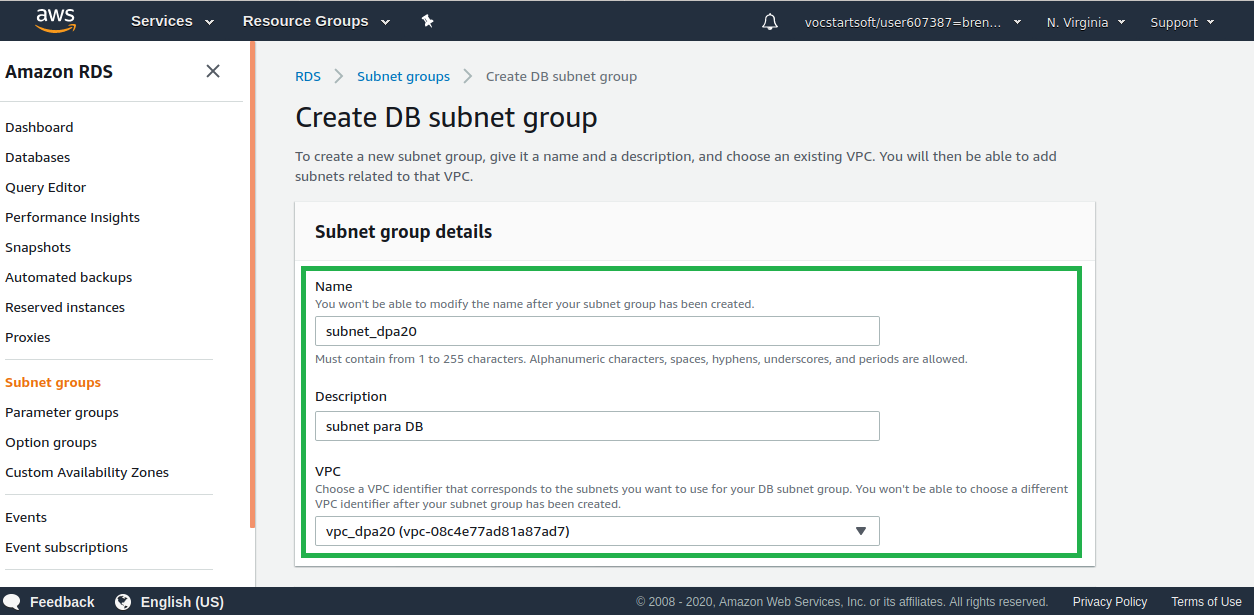 aws Services Resource Groups vocstartsoft/user607387=bren... N. Virginia Support
Amazon RDS
Dashboard
Databases
Query Editor
Performance Insights
Snapshots
Automated backups
Reserved instances
Proxies
Subnet groups
Parameter groups
Option groups
Custom Availability Zones
Events
Event subscriptions
RDS Subnet groups Create DB subnet group
Create DB subnet group
To create a new subnet group, give it a name and a description, and choose an existing VPC. You will then be able to add
subnets related to that VPC.
Subnet group details
Name
You won't be able to modify the name after your subnet group has been created.
subnet_dpa20
Must contain from 1 to 255 characters. Alphanumeric characters, spaces, hyphens, underscores, and periods are allowed.
Description
subnet para DB
VPC
Choose a VPC identifier that corresponds to the subnets you want to use for your DB subnet group. You won't be able to choose a different
VPC identifier after your subnet group has been created.
vpc_dpa20 (vpc-08c4e77ad81a87ad7)
Feedback English (US) © 2008 - 2020, Amazon Web Services, Inc. or its affiliates. All rights reserved. Privacy Policy Terms of Use